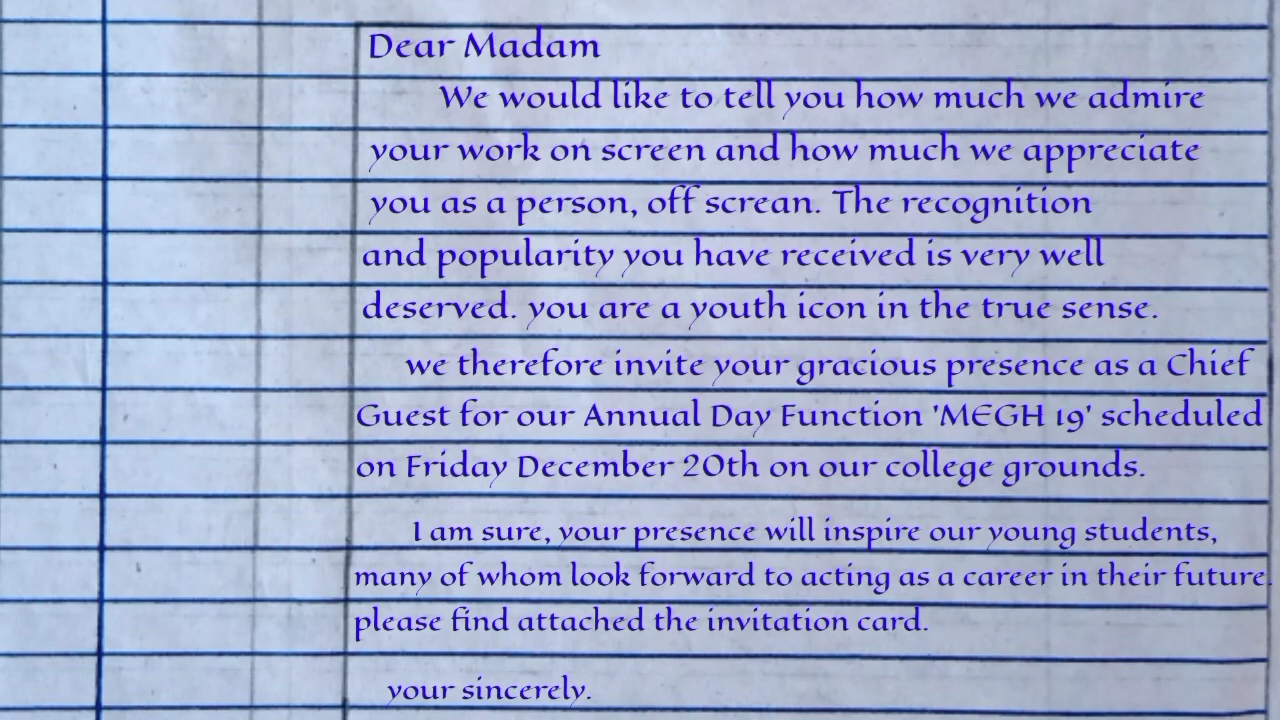 Dear Madam
We would like to tell you how much we admire
your work on screen and how much we appreciate
you as a person, off screan. The recognition
and popularity you have received is very well
deserved. you are a youth icon in the true sense.
we therefore invite your gracious presence as a Chief
Guest for our Annual Day Function 'MEGH 19' scheduled
on Friday December 20th on our college grounds.
I am sure, your presence will inspire our young students,
many of whom look forward to acting as a career in their future.
please find attached the invitation card.
your sincerely.